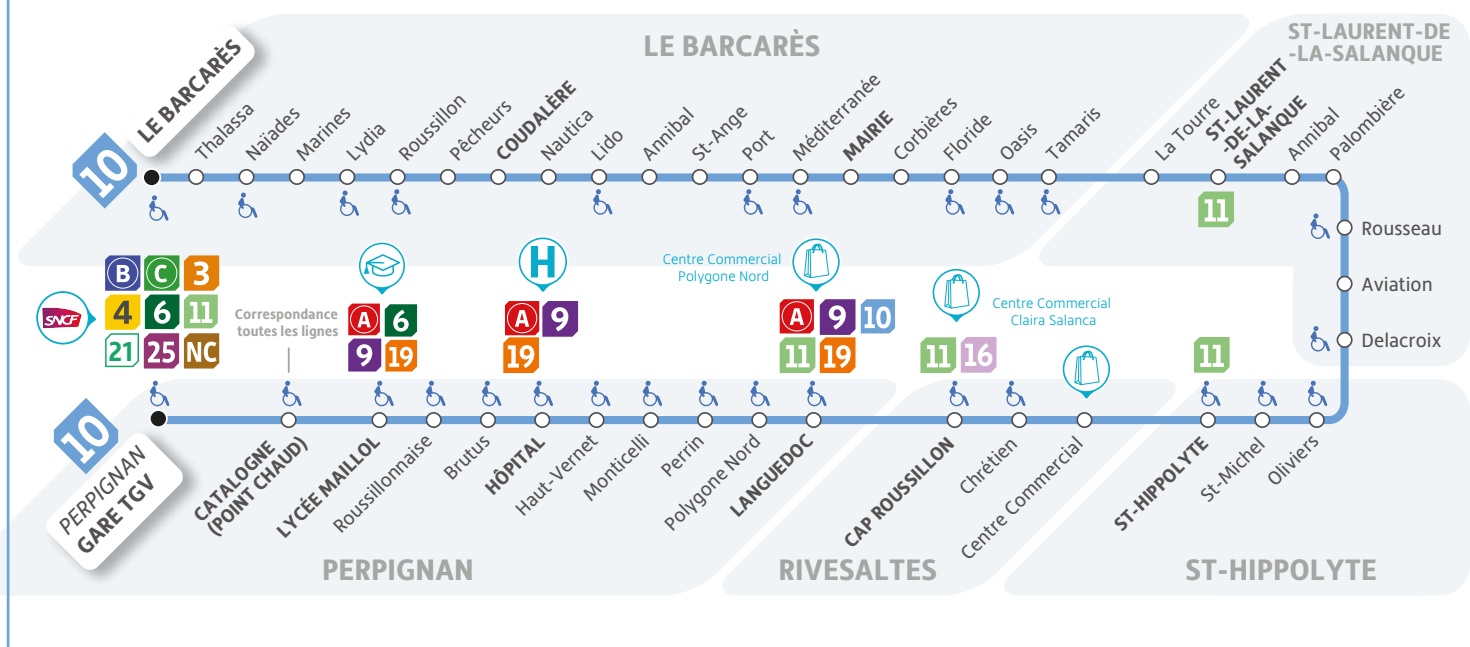 LE BARCARÈS
ST-LAURENT-DE
-LA-SALANQUE
10
LE BARCARÈS
Thalassa
Naïades
Marines
Lydia
Roussillon
Pêcheurs
COUDALÈRE
Nautica
Lido
Annibal
St-Ange
Port
Méditerranée
MAIRIE
Corbières
Floride
Oasis
Tamaris
La Tourre
ST-LAURENT
-DE-LA-
SALANQUE
Annibal
Palombière
11
Rousseau
Aviation
Delacroix
SNCF
B C 3
4 6 11
21 25 NC
Correspondance
toutes les lignes
A 6
9 19
H
A 9
19
Centre Commercial
Polygone Nord
A 9 10
11 19
Centre Commercial
Claira Salanca
11 16
11
10
PERPIGNAN
GARE TGV
CATALOGNE
(POINT CHAUD)
LYCÉE MAILLOL
Roussillonnaise
Brutus
HÔPITAL
Haut-Vernet
Monticelli
Perrin
Polygone Nord
LANGUEDOC
CAP ROUSSILLON
Chrétien
Centre Commercial
ST-HIPPOLYTE
St-Michel
Oliviers
PERPIGNAN
RIVESALTES
ST-HIPPOLYTE